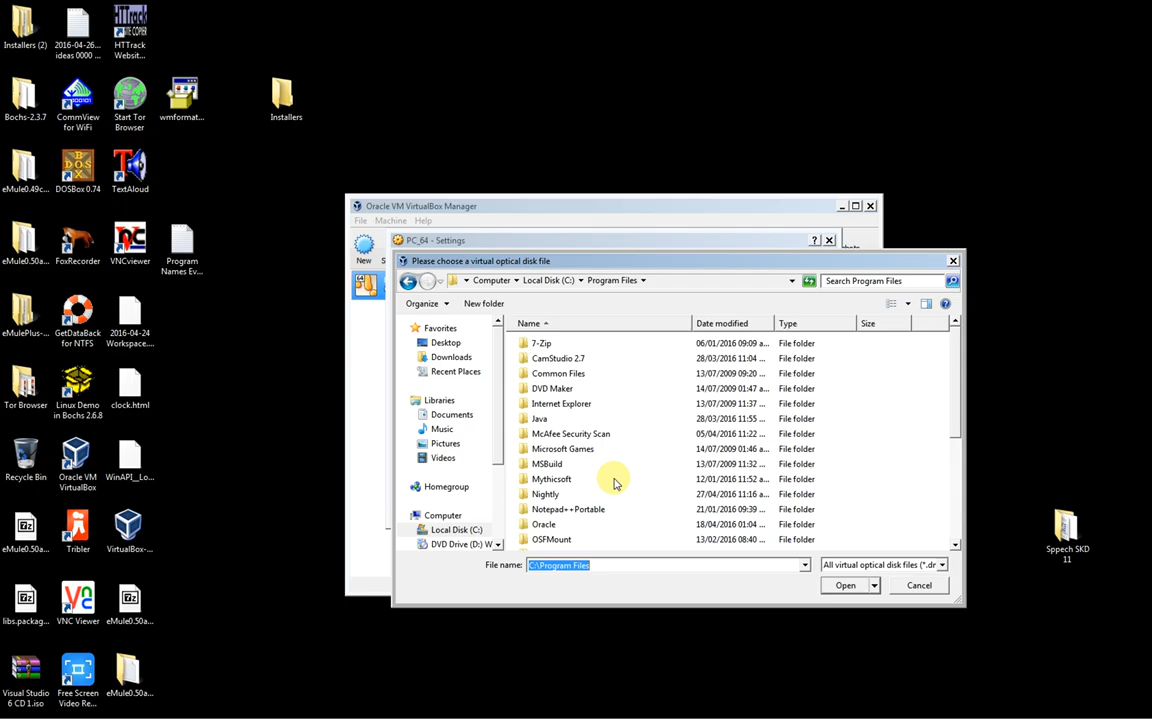 Installers (2)
2016-04-26...
ideas 0000 ...
HTTrack
HTTrack
Websit...
Bochs-2.3.7
CommView
for WiFi
Start Tor
Browser
wmformat...
Installers
eMule0.49c...
DOSBox 0.74
TextAloud
eMule0.50a...
FoxRecorder
VNCviewer
Program
Names Ev...
eMulePlus-...
GetDataBack
for NTFS
2016-04-24
Workspace....
Tor Browser
Linux Demo
in Bochs 2.6.8
clock.html
Recycle Bin
Oracle VM
VirtualBox
WinAPI__Lo...
eMule0.50a...
Tribler
VirtualBox-...
libs.packag...
VNC Viewer
eMule0.50a...
Visual Studio
6 CD 1.iso
Free Screen
Video Re...
eMule0.50a...
Sppech SKD
11
Oracle VM VirtualBox Manager
File Machine Help
New
PC_64 - Settings
Please choose a virtual optical disk file
Computer Local Disk (C:) Program Files
Search Program Files
Organize New folder
Favorites
Desktop
Downloads
Recent Places
Libraries
Documents
Music
Pictures
Videos
Homegroup
Computer
Local Disk (C:)
DVD Drive (D:) W
Name Date modified Type Size
7-Zip 06/01/2016 09:09 a... File folder
CamStudio 2.7 28/03/2016 11:04 ... File folder
Common Files 13/07/2009 09:20 ... File folder
DVD Maker 14/07/2009 01:47 a... File folder
Internet Explorer 13/07/2009 11:37 ... File folder
Java 28/03/2016 11:55 ... File folder
McAfee Security Scan 05/04/2016 11:22 ... File folder
Microsoft Games 14/07/2009 01:46 a... File folder
MSBuild 13/07/2009 11:32 ... File folder
Mythicsoft 12/01/2016 11:52 a... File folder
Nightly 27/04/2016 11:16 a... File folder
Notepad++Portable 21/01/2016 09:39 ... File folder
Oracle 18/04/2016 01:04 ... File folder
OSFMount 13/02/2016 08:40 ... File folder
File name: C:\Program Files
All virtual optical disk files (*.dr
Open Cancel